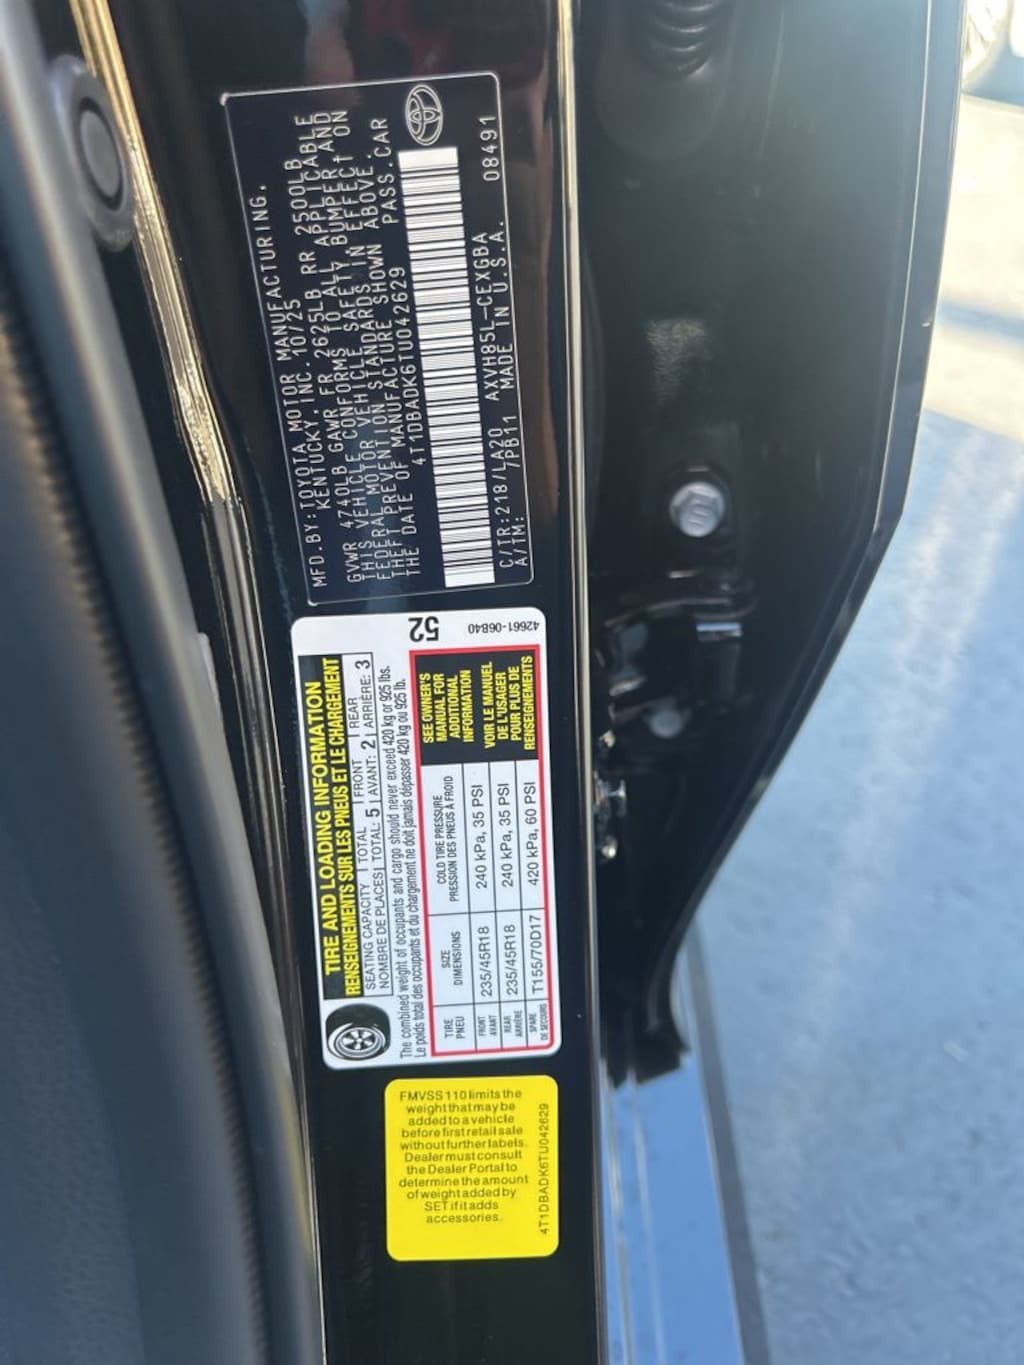 MFD.BY:TOYOTA MOTOR MANUFACTURING.
KENTUCKY,INC.10/25
GVWR 4740LB GAWR FR 2625LB RR 2500LB
THIS VEHICLE CONFORMS TO ALL APPLICABLE
FEDERAL MOTOR VEHICLE SAFETY, BUMPER, AND
THEFT PREVENTION STANDARDS IN EFFECT ON
THE DATE OF MANUFACTURE SHOWN ABOVE.
4T1DBADK6TU042629 PASS.CAR
C/TR:218/LA20 AXVH85L-CEXGBA
A/TM: /PB11 MADE IN U.S.A. 08491
TIRE AND LOADING INFORMATION
RENSEIGNEMENTS SUR LES PNEUS ET LE CHARGEMENT
SEATING CAPACITY | TOTAL | FRONT | REAR
NOMBRE DE PLACES | TOTAL: 5 | AVANT: 2 | ARRIÈRE: 3
The combined weight of occupants and cargo should never exceed 420 kg or 925 lbs.
Le poids total des occupants et du chargement ne doit jamais dépasser 420 kg ou 925 lb.
TIRE SIZE COLD TIRE PRESSURE
PNEU DIMENSIONS PRESSION DES PNEUS À FROID
FRONT AVANT 235/45R18 240 kPa, 35 PSI
REAR ARRIÈRE 235/45R18 240 kPa, 35 PSI
SPARE DE SECOURS T155/70D17 420 kPa, 60 PSI
SEE OWNER'S
MANUAL FOR
ADDITIONAL
INFORMATION
VOIR LE MANUEL
DE L'USAGER
POUR PLUS DE
RENSEIGNEMENTS
52
42661-06B40
FMVSS 110 limits the
weight that may be
added to a vehicle
before first retail sale
without further labels.
Dealer must consult
the Dealer Portal to
determine the amount
of weight added by
SET if it adds
accessories.
4T1DBADK6TU042629